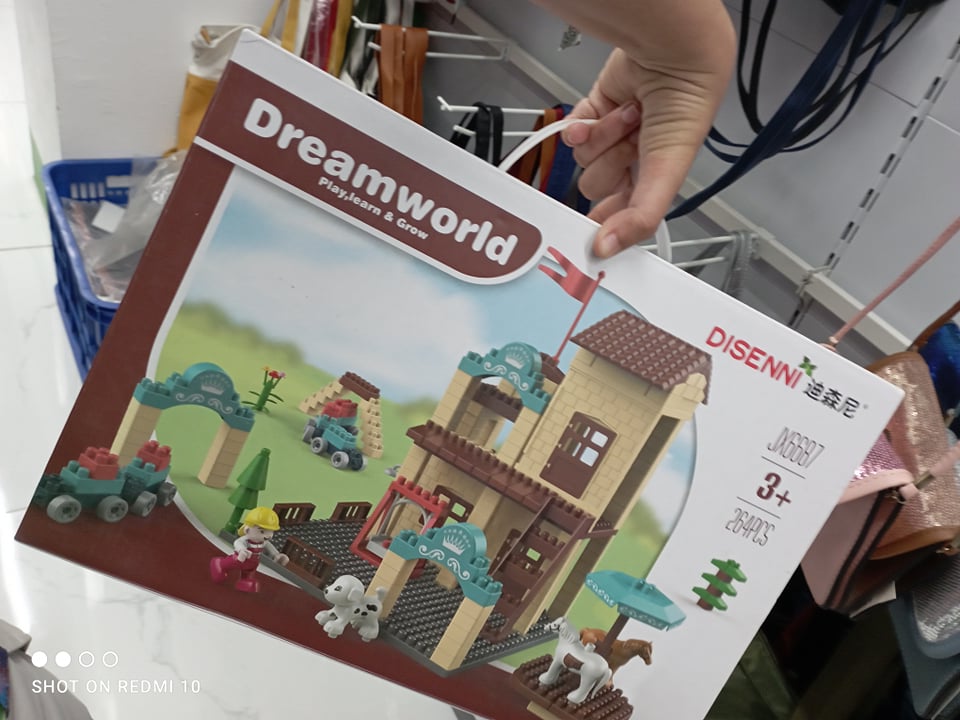 Dreamworld
Play,learn & Grow
DISENNI 迪森尼®
JX6687
3+
264PCS
SHOT ON REDMI 10